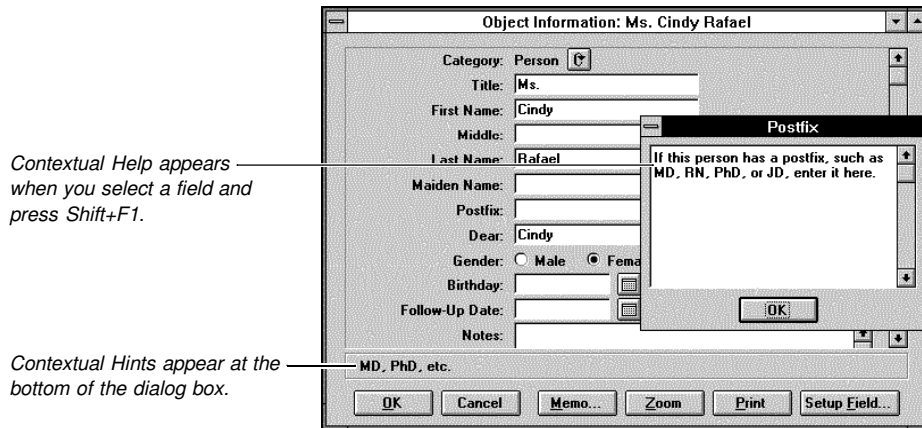 Object Information: Ms. Cindy Rafael
Category: Person
Title: Ms.
First Name: Cindy
Middle:
Last Name: Rafael
Maiden Name:
Postfix:
Dear: Cindy
Gender: Male Fema
Birthday:
Follow-Up Date:
Notes:
Postfix
If this person has a postfix, such as
MD, RN, PhD, or JD, enter it here.
OK
Contextual Help appears
when you select a field and
press Shift+F1.
Contextual Hints appear at the
bottom of the dialog box.
MD, PhD, etc.
OK Cancel Memo... Zoom Print Setup Field...